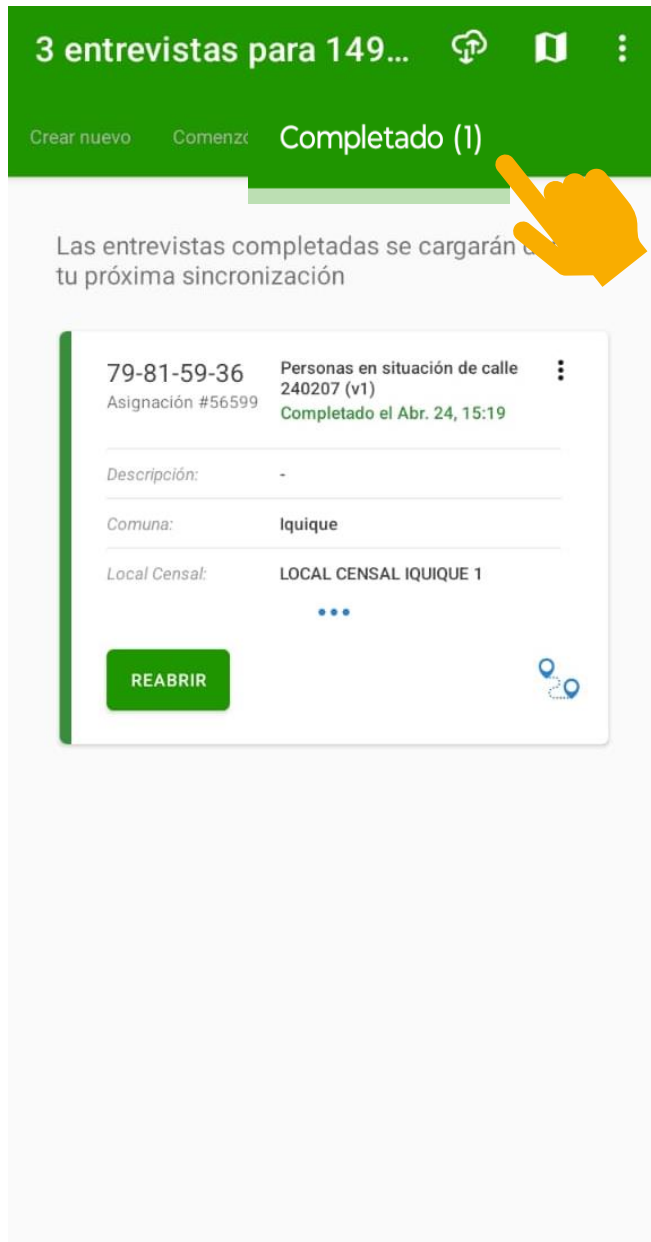 3 entrevistas para 149...
Crear nuevo
Completado (1)
Las entrevistas completadas se cargarán
tu próxima sincronización
79-81-59-36
Asignación #56599
Personas en situación de calle
240207 (v1)
Completado el Abr. 24, 15:19
Descripción: -
Comuna: Iquique
Local Censal: LOCAL CENSAL IQUIQUE 1
REABRIR